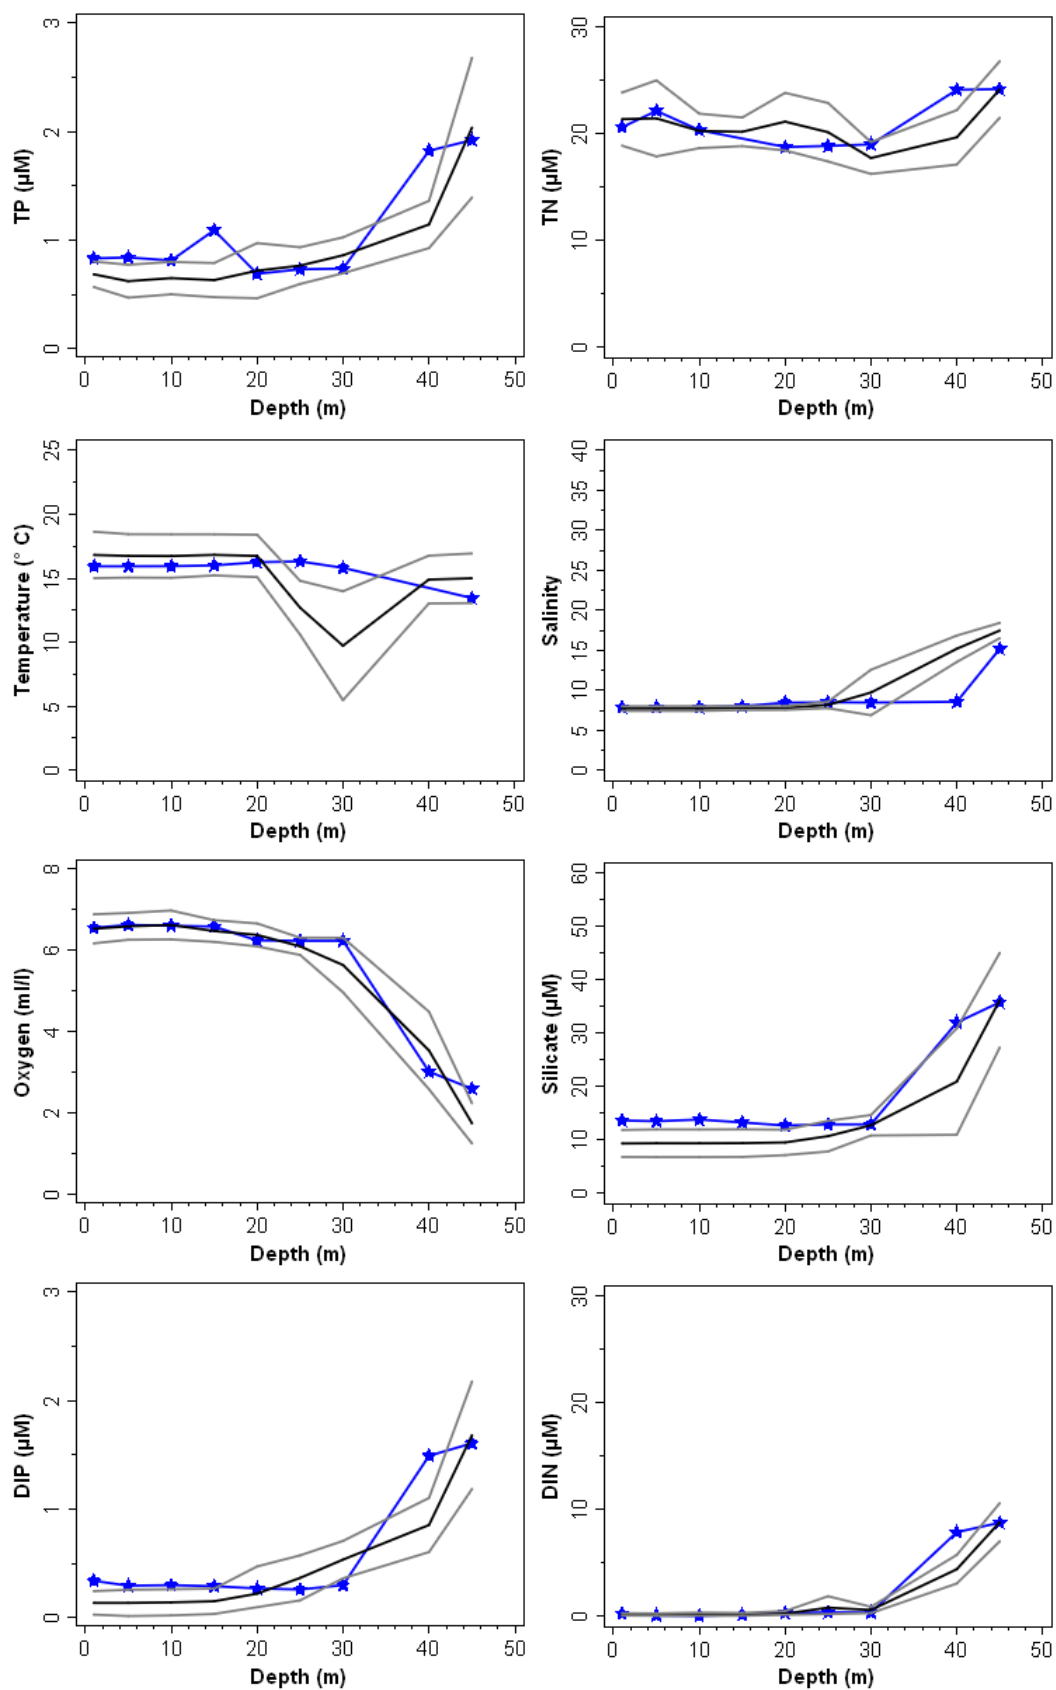 3
2
1
0
TP (µM)
0 10 20 30 40 50
Depth (m)
30
20
10
0
TN (µM)
0 10 20 30 40 50
Depth (m)
25
20
15
10
5
0
Temperature (° C)
0 10 20 30 40 50
Depth (m)
40
35
30
25
20
15
10
5
0
Salinity
0 10 20 30 40 50
Depth (m)
8
6
4
2
0
Oxygen (ml/l)
0 10 20 30 40 50
Depth (m)
60
50
40
30
20
10
0
Silicate (µM)
0 10 20 30 40 50
Depth (m)
3
2
1
0
DIP (µM)
0 10 20 30 40 50
Depth (m)
30
20
10
0
DIN (µM)
0 10 20 30 40 50
Depth (m)